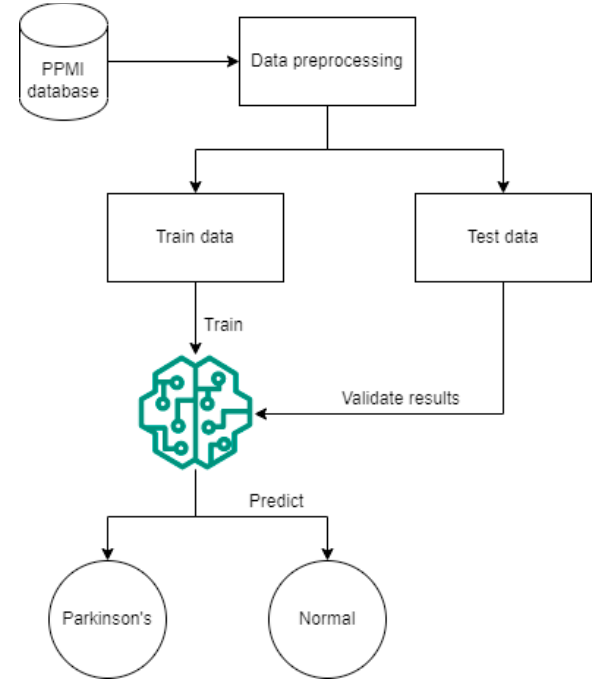 PPMI
database
Data preprocessing
Train data
Test data
Train
Validate results
Predict
Parkinson's
Normal